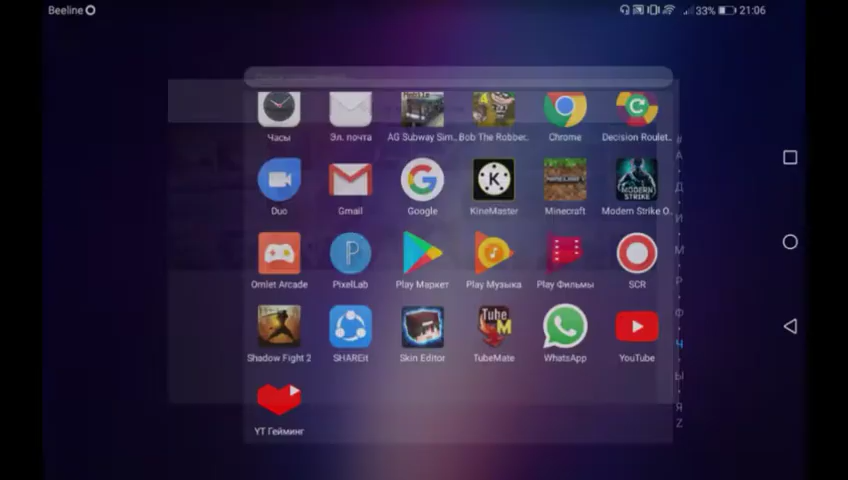 Beeline 33% 21:06
Часы Эл. почта AG Subway Sim.. Bob The Robber.. Chrome Decision Roulet..
Duo Gmail Google KineMaster Minecraft Modern Strike O..
Omlet Arcade PixelLab Play Маркет Play Музыка Play Фильмы SCR
Shadow Fight 2 SHAREit Skin Editor TubeMate WhatsApp YouTube
YT Гейминг
#
А
Д
И
М
Р
Ф
Ч
Ы
Я
Z